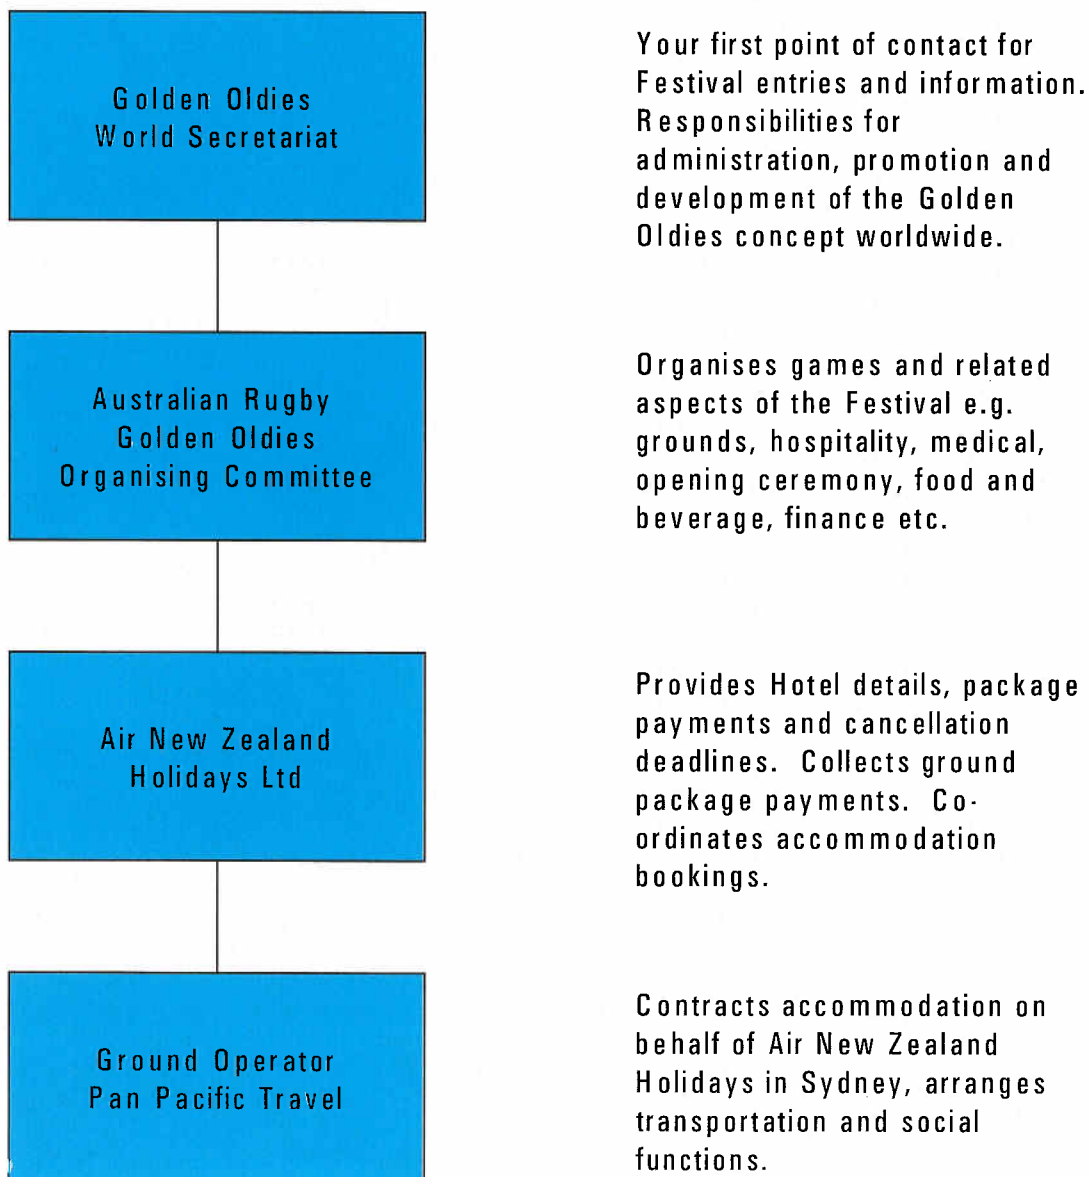 Golden Oldies
World Secretariat
Your first point of contact for
Festival entries and information.
Responsibilities for
administration, promotion and
development of the Golden
Oldies concept worldwide.
Australian Rugby
Golden Oldies
Organising Committee
Organises games and related
aspects of the Festival e.g.
grounds, hospitality, medical,
opening ceremony, food and
beverage, finance etc.
Air New Zealand
Holidays Ltd
Provides Hotel details, package
payments and cancellation
deadlines. Collects ground
package payments. Co-
ordinates accommodation
bookings.
Ground Operator
Pan Pacific Travel
Contracts accommodation on
behalf of Air New Zealand
Holidays in Sydney, arranges
transportation and social
functions.